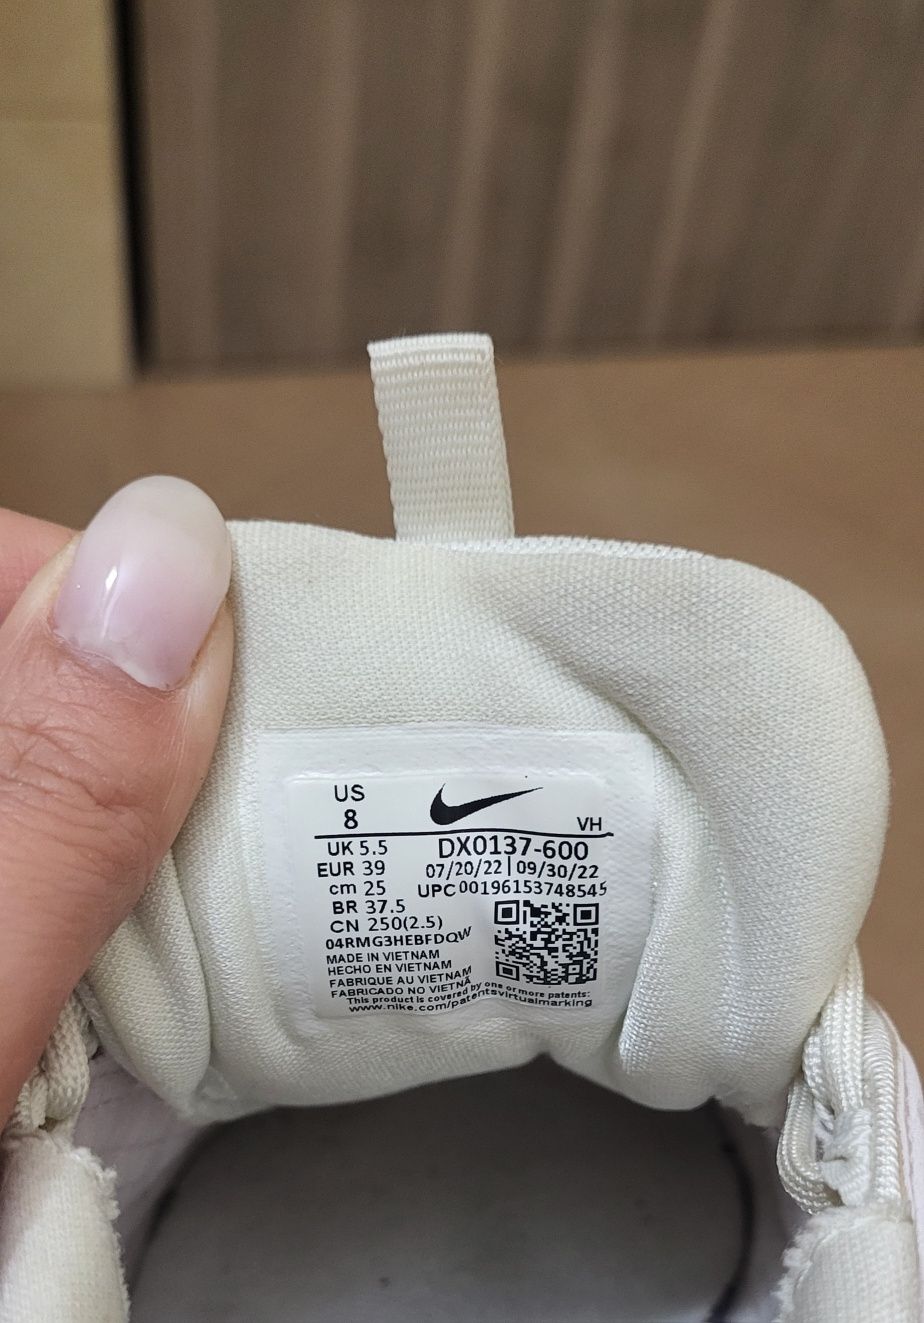 US
8
VH
UK 5.5
DX0137-600
EUR 39
07/20/22 | 09/30/22
cm 25
UPC 00196153748545
BR 37.5
CN 250(2.5)
04RMG3HEBFDQW
MADE IN VIETNAM
HECHO EN VIETNAM
FABRIQUE AU VIETNAM
FABRICADO NO VIETNÃ
This product is covered by one or more patents:
www.nike.com/patentsvirtualmarking